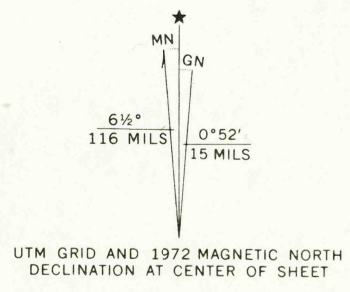 ★
MN
GN
6½°
116 MILS
0°52'
15 MILS
UTM GRID AND 1972 MAGNETIC NORTH
DECLINATION AT CENTER OF SHEET